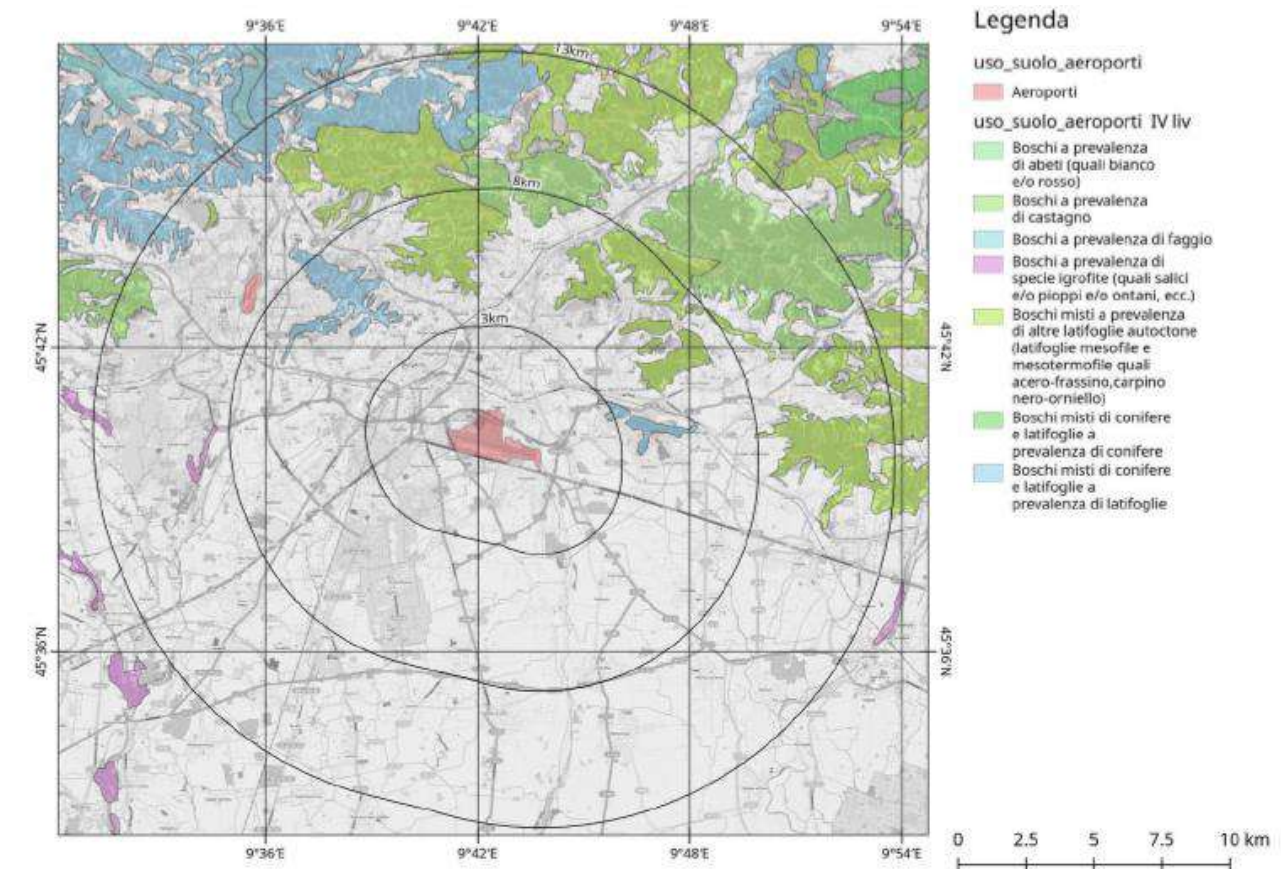 Legenda
9°36'E 9°42'E 9°48'E 9°54'E
uso_suolo_aeroporti
Aeroporti
uso_suolo_aeroporti IV liv
Boschi a prevalenza
di abeti (quali bianco
e/o rosso)
Boschi a prevalenza
di castagno
Boschi a prevalenza di faggio
Boschi a prevalenza di
specie igrofite (quali salici
e/o pioppi e/o ontani, ecc.)
Boschi misti a prevalenza
di altre latifoglie autoctone
(latifoglie mesofile e
mesotermofile quali
acero-frassino,carpino
nero-orniello)
Boschi misti di conifere
e latifoglie a
prevalenza di conifere
Boschi misti di conifere
e latifoglie a
prevalenza di latifoglie
13km
8km
3km
45°42'N 45°42'N
45°36'N 45°36'N
9°36'E 9°42'E 9°48'E 9°54'E
0 2.5 5 7.5 10 km